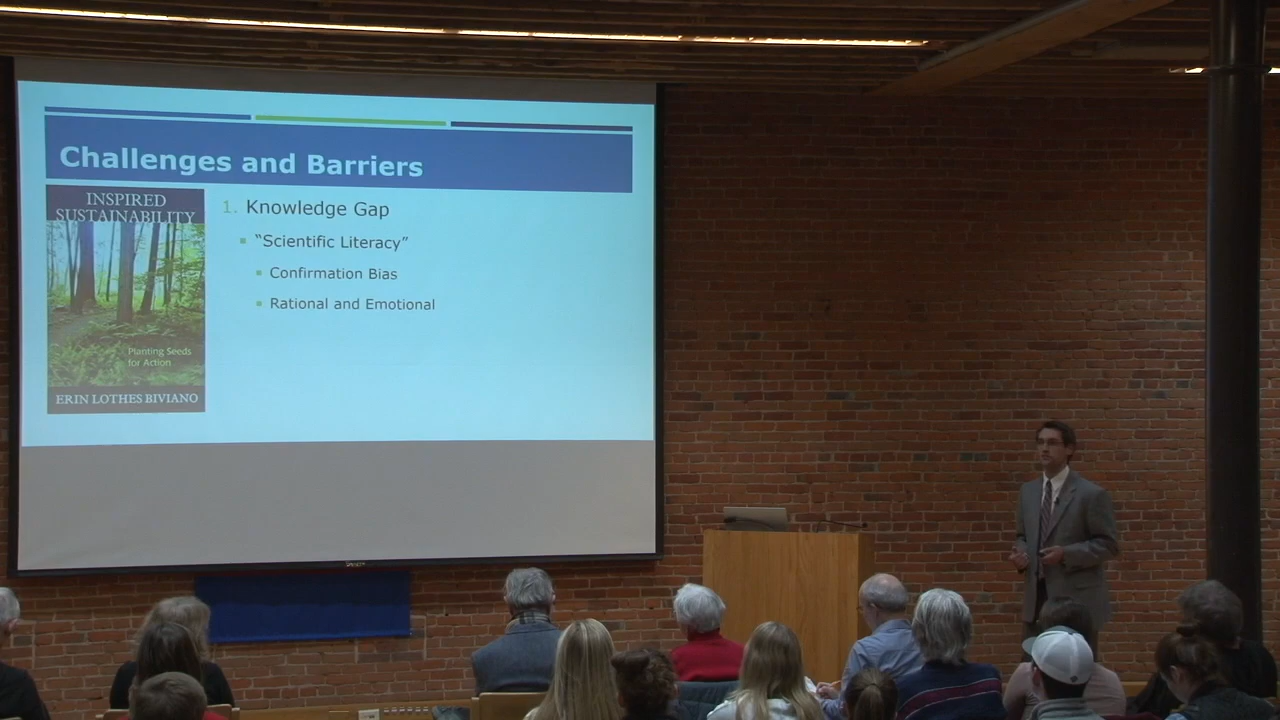 Challenges and Barriers
INSPIRED
SUSTAINABILITY
Planting Seeds
for Action
ERIN LOTHES BIVIANO
1. Knowledge Gap
“Scientific Literacy”
Confirmation Bias
Rational and Emotional